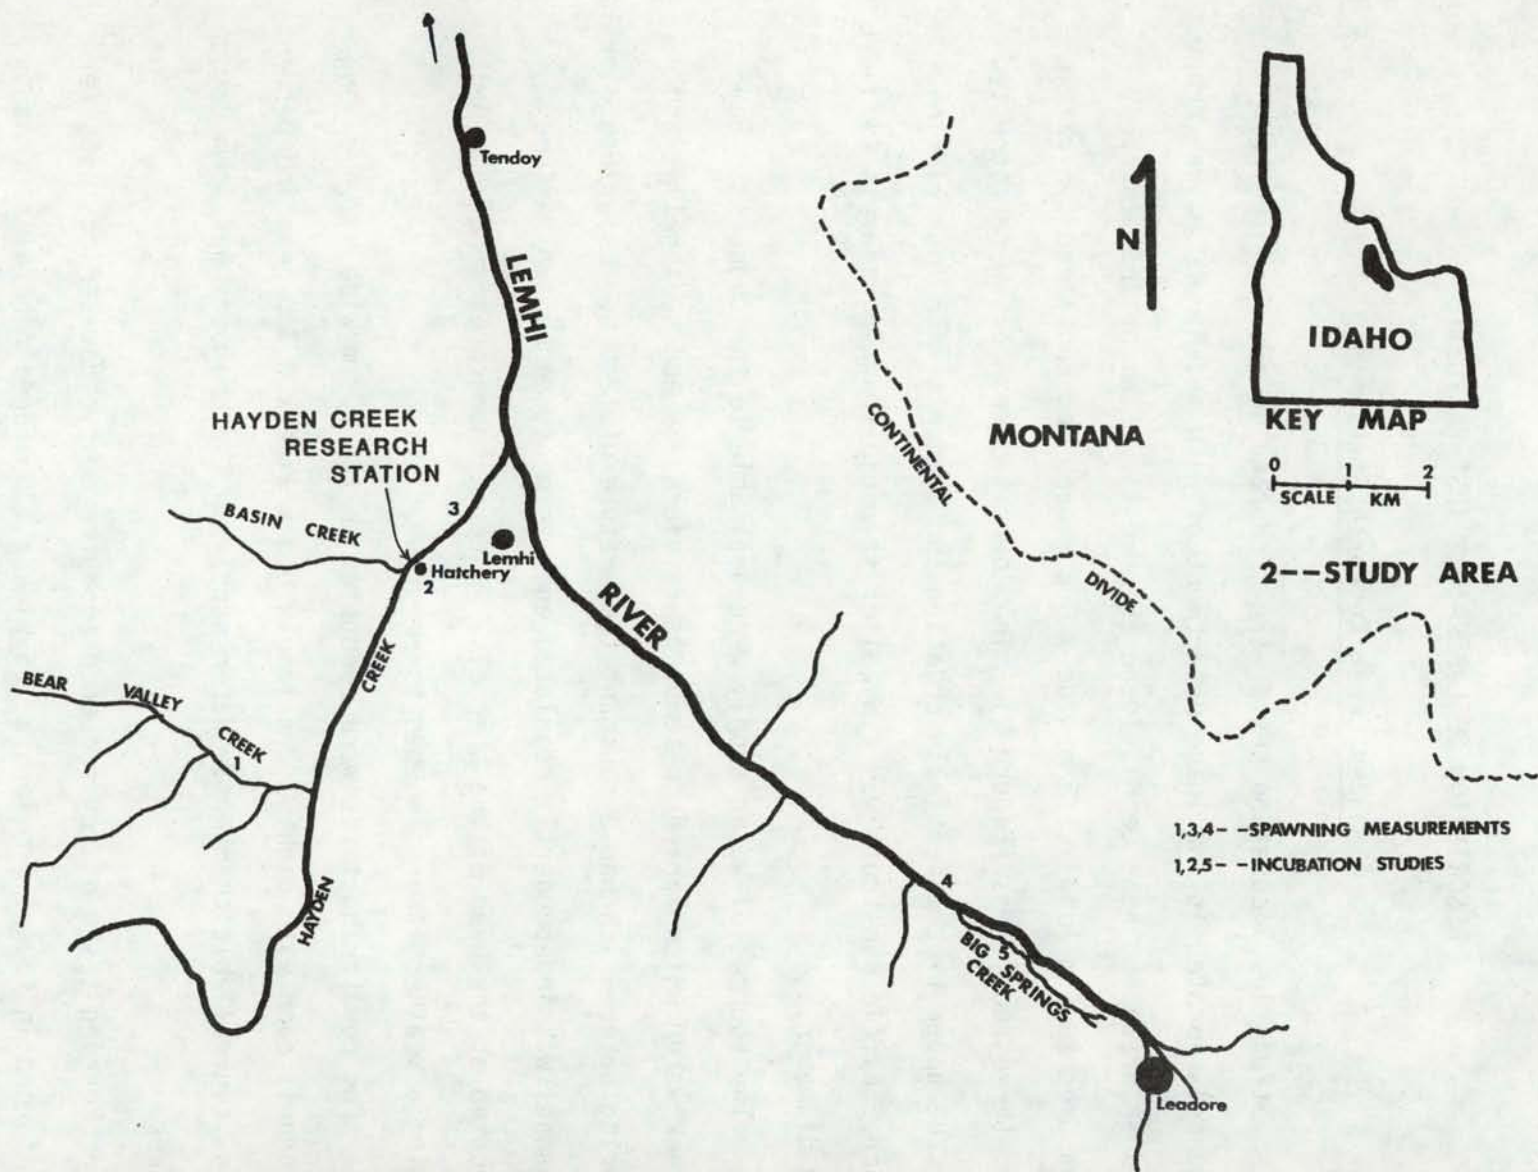 Tendoy
LEMHI
RIVER
HAYDEN CREEK
RESEARCH
STATION
BASIN CREEK
3
Lemhi
Hatchery
2
CREEK
HAYDEN
BEAR VALLEY CREEK
1
4
5
BIG SPRINGS
CREEK
Leadore
CONTINENTAL
DIVIDE
MONTANA
N
IDAHO
KEY MAP
0 1 2
SCALE KM
2--STUDY AREA
1,3,4- -SPAWNING MEASUREMENTS
1,2,5- -INCUBATION STUDIES